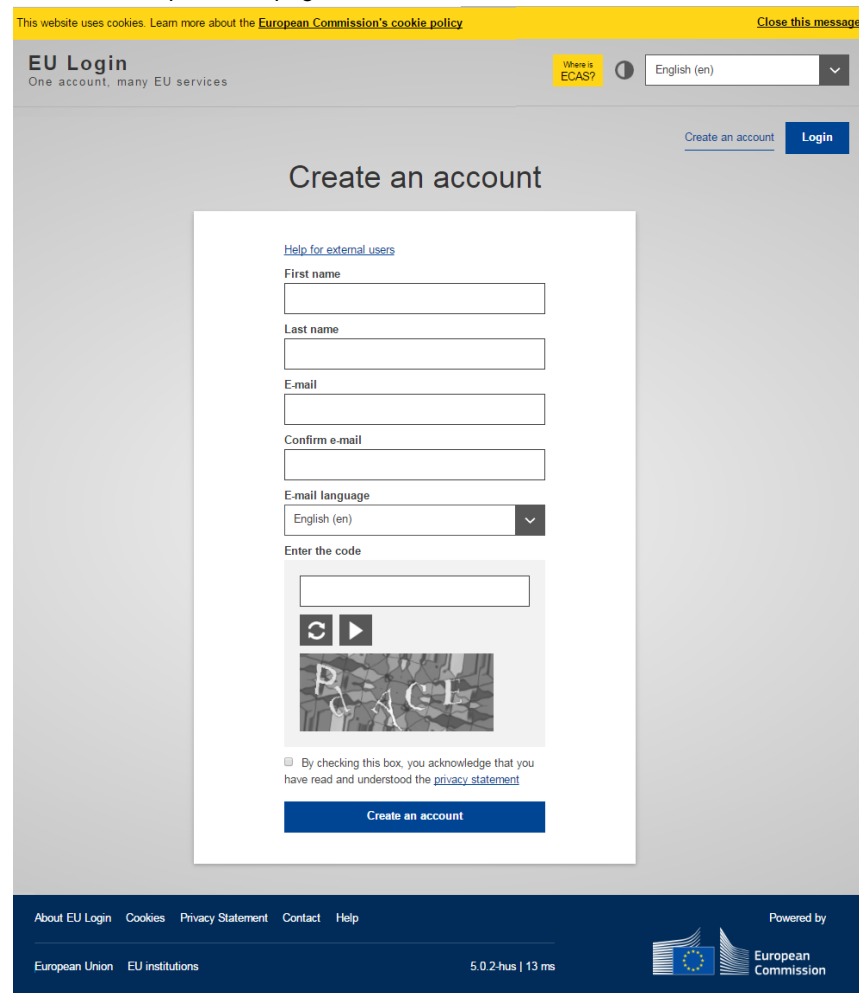 This website uses cookies. Learn more about the European Commission's cookie policy
Close this message
EU Login
One account, many EU services
Where is
ECAS?
English (en)
Create an account
Login
Create an account
Help for external users
First name
Last name
E-mail
Confirm e-mail
E-mail language
English (en)
Enter the code
By checking this box, you acknowledge that you
have read and understood the privacy statement
Create an account
About EU Login Cookies Privacy Statement Contact Help
Powered by
European Union EU institutions
5.0.2-hus | 13 ms
European
Commission